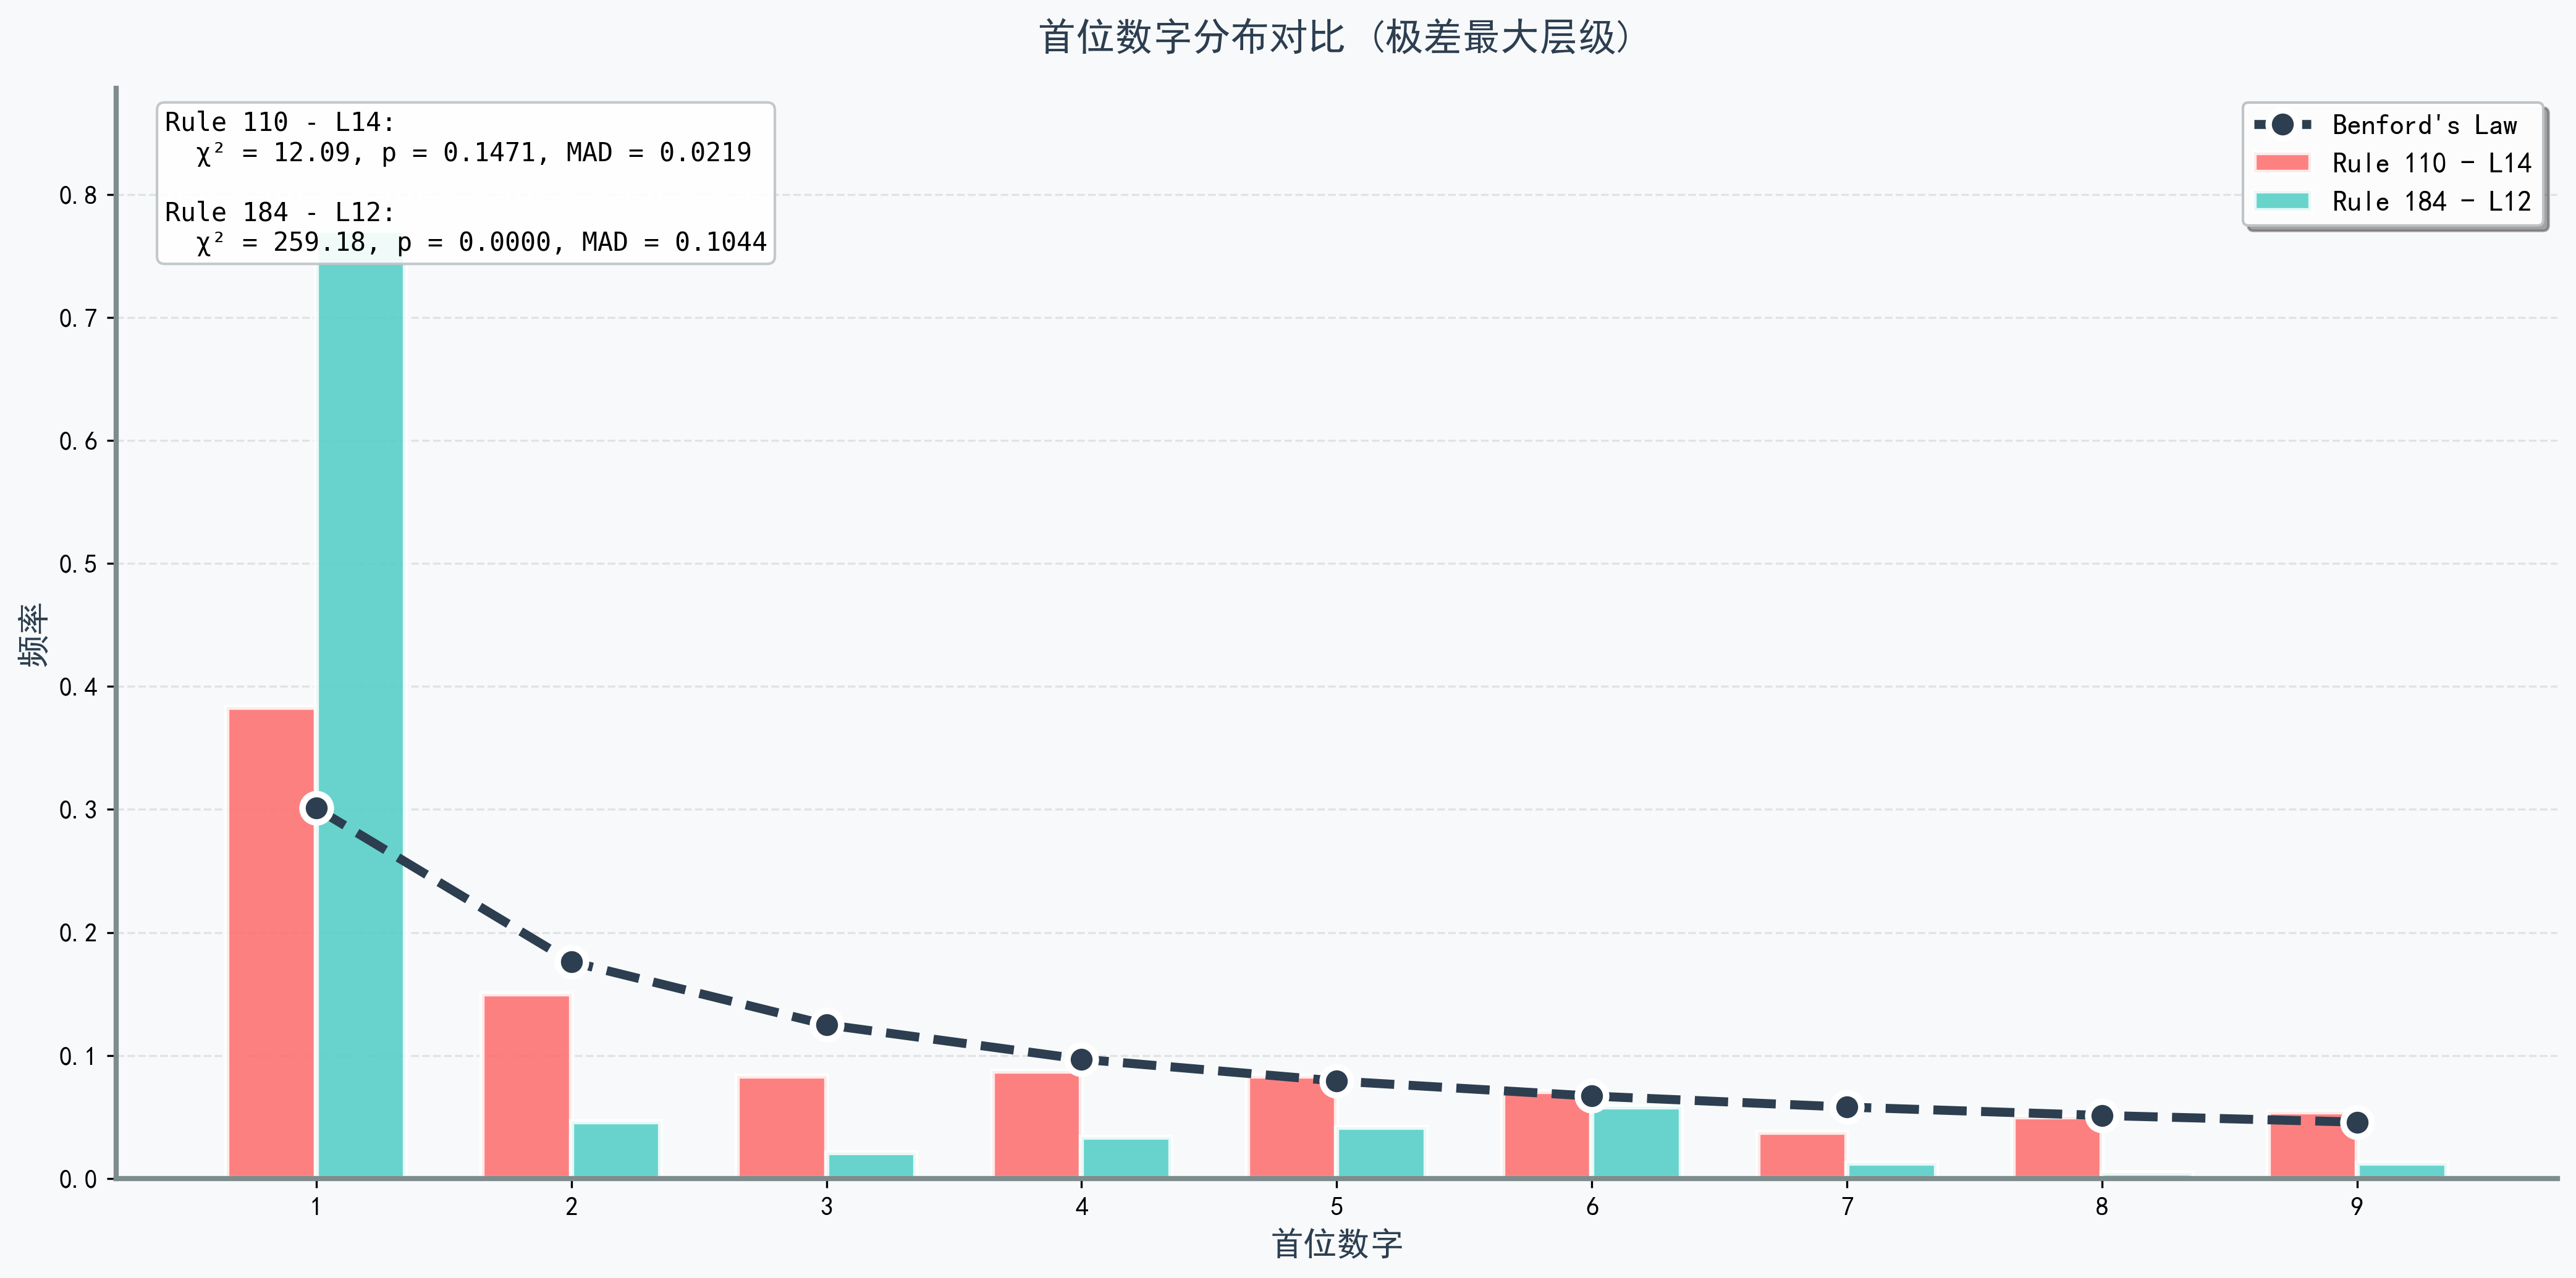 首位数字分布对比（极差最大层级）
Rule 110 - L14:
χ² = 12.09, p = 0.1471, MAD = 0.0219
Rule 184 - L12:
χ² = 259.18, p = 0.0000, MAD = 0.1044
Benford's Law
Rule 110 - L14
Rule 184 - L12
频率
0.8
0.7
0.6
0.5
0.4
0.3
0.2
0.1
0.0
1 2 3 4 5 6 7 8 9
首位数字